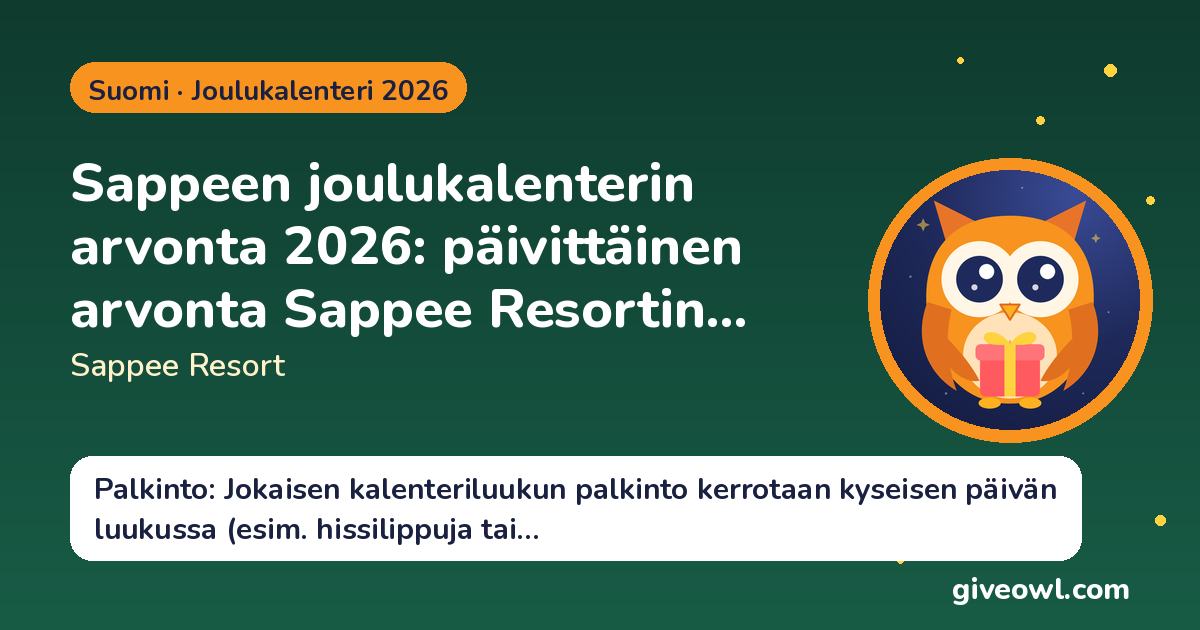 Suomi · Joulukalenteri 2026
Sappeen joulukalenterin
arvonta 2026: päivittäinen
arvonta Sappee Resortin...
Sappee Resort
Palkinto: Jokaisen kalenteriluukun palkinto kerrotaan kyseisen päivän
luukussa (esim. hissilippuja tai...
giveowl.com